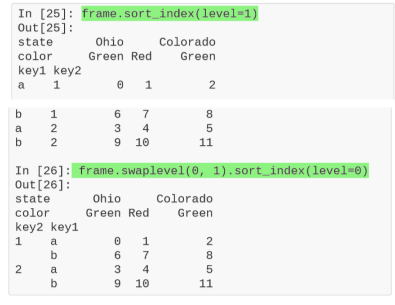 In [25]: frame.sort_index(level=1)
Out[25]:
state      Ohio     Colorado
color     Green Red    Green
key1 key2
a    1        0   1        2
b    1        6   7        8
a    2        3   4        5
b    2        9  10       11
In [26]: frame.swaplevel(0, 1).sort_index(level=0)
Out[26]:
state      Ohio     Colorado
color     Green Red    Green
key2 key1
1    a        0   1        2
     b        6   7        8
2    a        3   4        5
     b        9  10       11